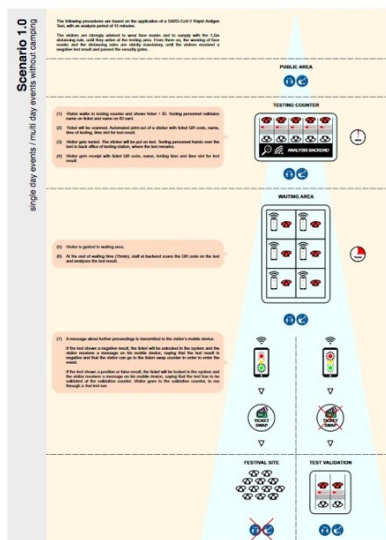 Scenario 1.0
single day events / multi day events without camping
The following procedures are based on the application of a SARS-CoV-2 Rapid Antigen
Test, with an analysis period of 15 minutes.
The visitors are strongly advised to wear face masks and to comply with the 1,5m
distancing rule, until they arrive at the testing area. From there on, the wearing of face
masks and the distancing rules are strictly mandatory, until the visitors received a
negative test result and passed the security gates.
PUBLIC AREA
TESTING COUNTER
(1) Visitor walks to testing counter and shows ticket + ID. Testing personnel validates
name on ticket and name on ID card.
(2) Ticket will be scanned. Automated print-out of a sticker with ticket QR code, name,
time of testing, time slot for test result.
(3) Visitor gets tested. The sticker will be put on test. Testing personnel hands over the
test to back office of testing station, where the test remains.
(4) Visitor gets receipt with ticket QR code, name, testing time and time slot for test
result.
ANALYSIS BACKEND
WAITING AREA
(5) Visitor is guided to waiting area.
(6) At the end of waiting time (15min), staff at backend scans the QR code on the test
and analyses the test result.
(7) A message about further proceedings is transmitted to the visitor's mobile device.
If the test shows a negative result, the ticket will be unlocked in the system and the
visitor receives a message on his mobile device, saying that the test result is
negative and that the visitor can go to the ticket swap counter in order to enter the
event.
If the test shows a positive or false result, the ticket will be locked in the system and
the visitor receives a message on his mobile device, saying that the test has to be
validated at the validation counter. Visitor goes to the validation counter, to run
through a 2nd test run.
TICKET
SWAP
TICKET
SWAP
FESTIVAL SITE
TEST VALIDATION